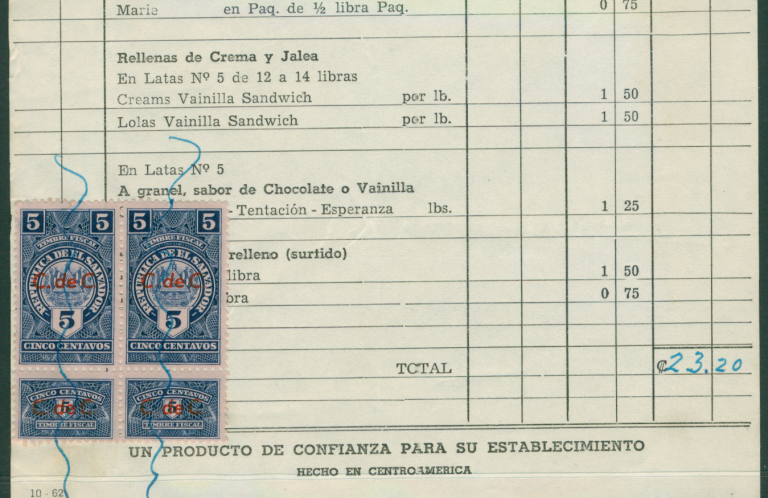 Marie en Paq. de ½ libra Paq. 0 75
Rellenas de Crema y Jalea
En Latas Nº 5 de 12 a 14 libras
Creams Vainilla Sandwich por lb. 1 50
Lolas Vainilla Sandwich por lb. 1 50
En Latas Nº 5
A granel, sabor de Chocolate o Vainilla
- Tentación - Esperanza lbs. 1 25
relleno (surtido)
libra 1 50
bra 0 75
TOTAL ₡23.20
5 5 5 5
TIMBRE FISCAL TIMBRE FISCAL
REPUBLICA DE EL SALVADOR REPUBLICA DE EL SALVADOR
C. de C. C. de C.
5 5
CINCO CENTAVOS CINCO CENTAVOS
CINCO CENTAVOS CINCO CENTAVOS
C. de C. C. de C.
5 5
TIMBRE FISCAL TIMBRE FISCAL
UN PRODUCTO DE CONFIANZA PARA SU ESTABLECIMIENTO
HECHO EN CENTROAMERICA
10 - 62